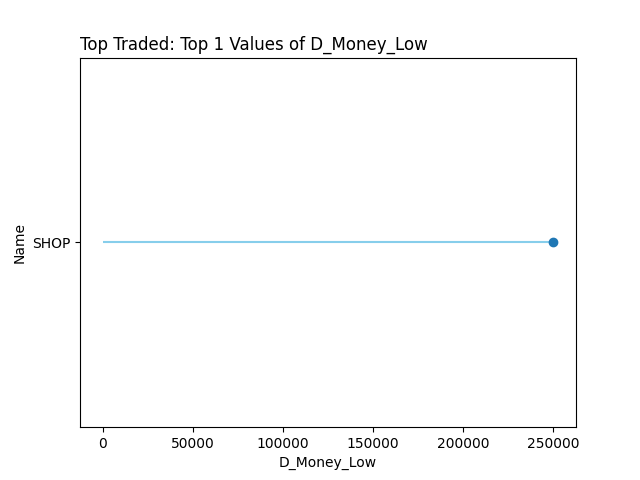 Top Traded: Top 1 Values of D_Money_Low
Name
SHOP
0 50000 100000 150000 200000 250000
D_Money_Low